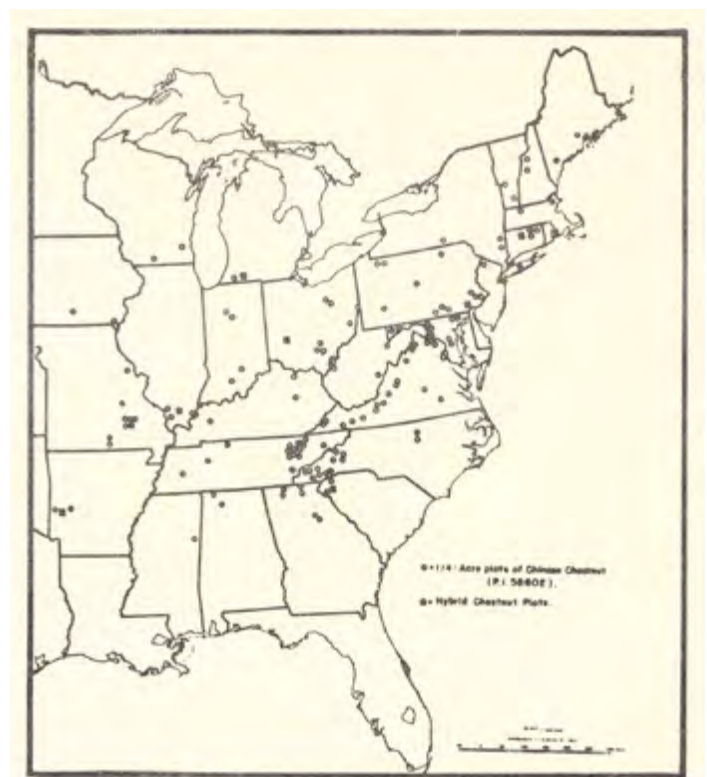 = 1/4 - Acre plots of Chinese Chestnut
(P.I. 58602).
= Hybrid Chestnut Plots.